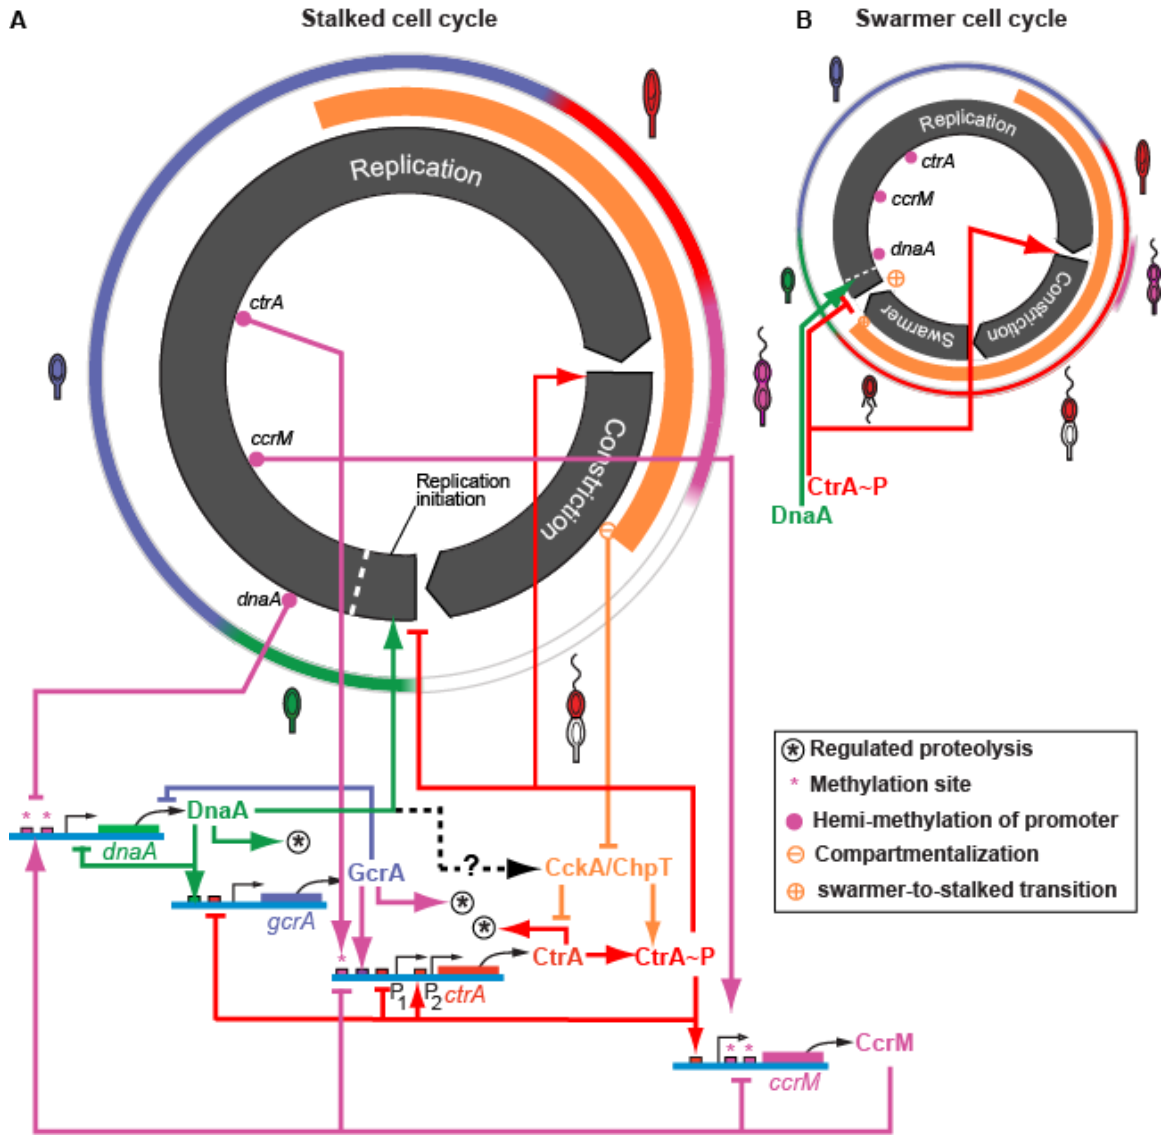 A
Stalked cell cycle
Replication
ctrA
ccrM
Replication
initiation
Constriction
dnaA
B
Swarmer cell cycle
Replication
ctrA
ccrM
dnaA
Constriction
Swarmer
CtrA~P
DnaA
* Regulated proteolysis
* Methylation site
Hemi-methylation of promoter
⊖ Compartmentalization
⊕ swarmer-to-stalked transition
* *
dnaA
DnaA
*
?
CckA/ChpT
GcrA
*
gcrA
*
*
CtrA
CtrA~P
P1
P2
ctrA
* *
CcrM
ccrM